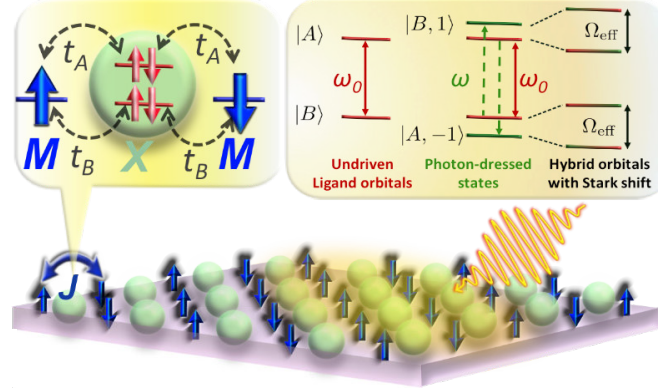 t_A
t_A
M
X
M
t_B
t_B
J
|A⟩
ω_0
|B⟩
|B, 1⟩
ω
ω_0
|A, −1⟩
Ω_eff
Ω_eff
Undriven
Ligand orbitals
Photon-dressed
states
Hybrid orbitals
with Stark shift